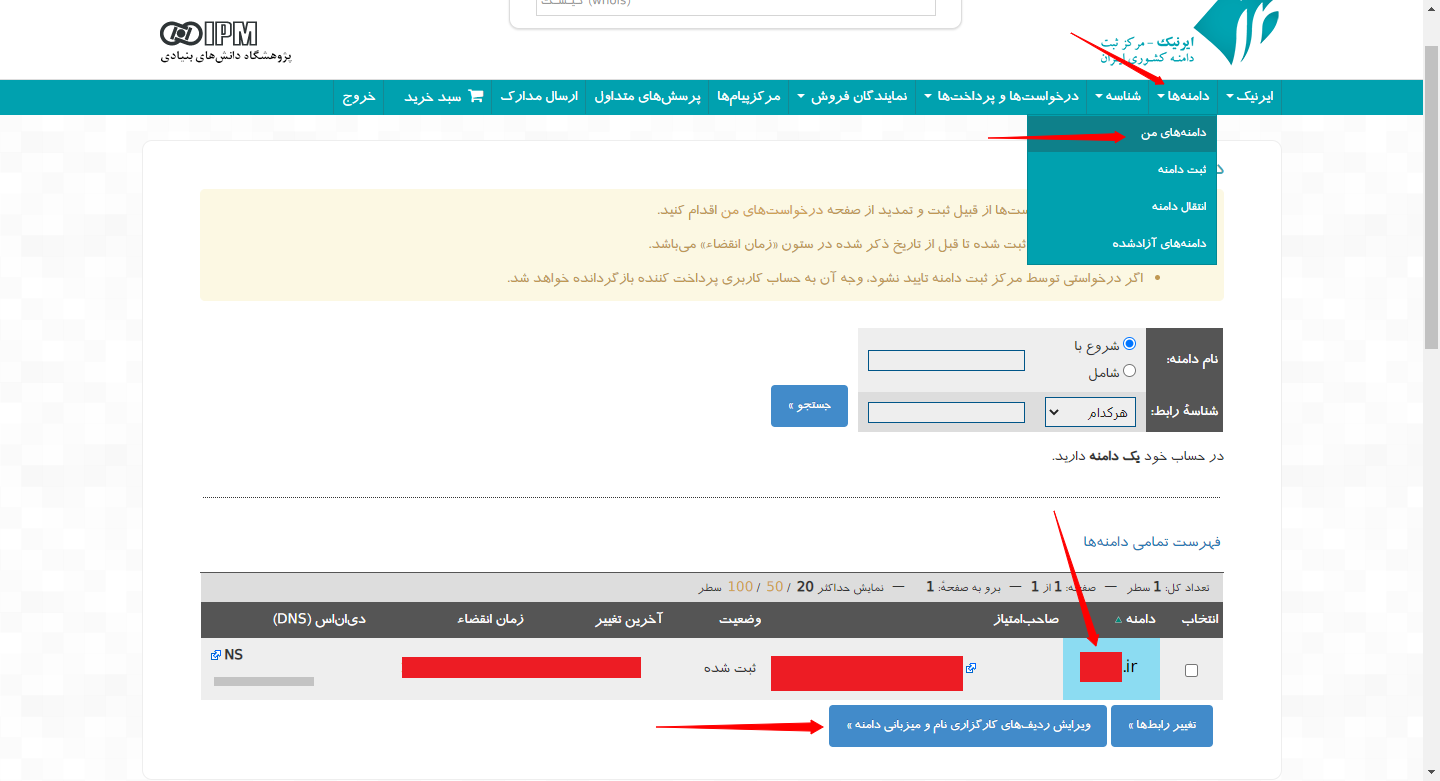 کیست (whois)
IPM
پژوهشگاه دانش‌های بنیادی
ایرنیک - مرکز ثبت
دامنه کشوری ایران
ایرنیک
دامنه‌ها
شناسه
درخواست‌ها و پرداخت‌ها
نمایندگان فروش
مرکزپیام‌ها
پرسش‌های متداول
ارسال مدارک
سبد خرید
خروج
دامنه‌های من
ثبت دامنه
انتقال دامنه
دامنه‌های آزادشده
از قبیل ثبت و تمدید از صفحه درخواست‌های من اقدام کنید.
ثبت شده تا قبل از تاریخ ذکر شده در ستون «زمان انقضاء» می‌باشد.
• اگر درخواستی توسط مرکز ثبت دامنه تایید نشود، وجه آن به حساب کاربری پرداخت کننده بازگردانده خواهد شد.
نام دامنه:
شروع با
شامل
شناسهٔ رابط:
هرکدام
جستجو »
در حساب خود یک دامنه دارید.
فهرست تمامی دامنه‌ها
تعداد کل: 1 سطر — صفحه: 1 از 1 — برو به صفحهٔ: 1 — نمایش حداکثر 20 / 50 / 100 سطر
انتخاب دامنه △ صاحب‌امتیاز وضعیت آخرین تغییر زمان انقضاء دی‌ان‌اس (DNS)
.ir ثبت شده NS
تغییر رابط‌ها »
ویرایش ردیف‌های کارگزاری نام و میزبانی دامنه »